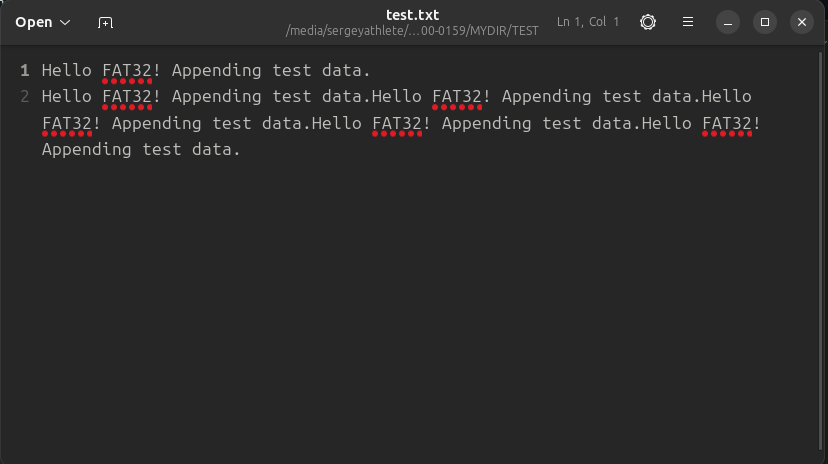 Open
test.txt
/media/sergeyathlete/…00-0159/MYDIR/TEST
Ln 1, Col 1
1 Hello FAT32! Appending test data.
2 Hello FAT32! Appending test data.Hello FAT32! Appending test data.Hello
FAT32! Appending test data.Hello FAT32! Appending test data.Hello FAT32!
Appending test data.